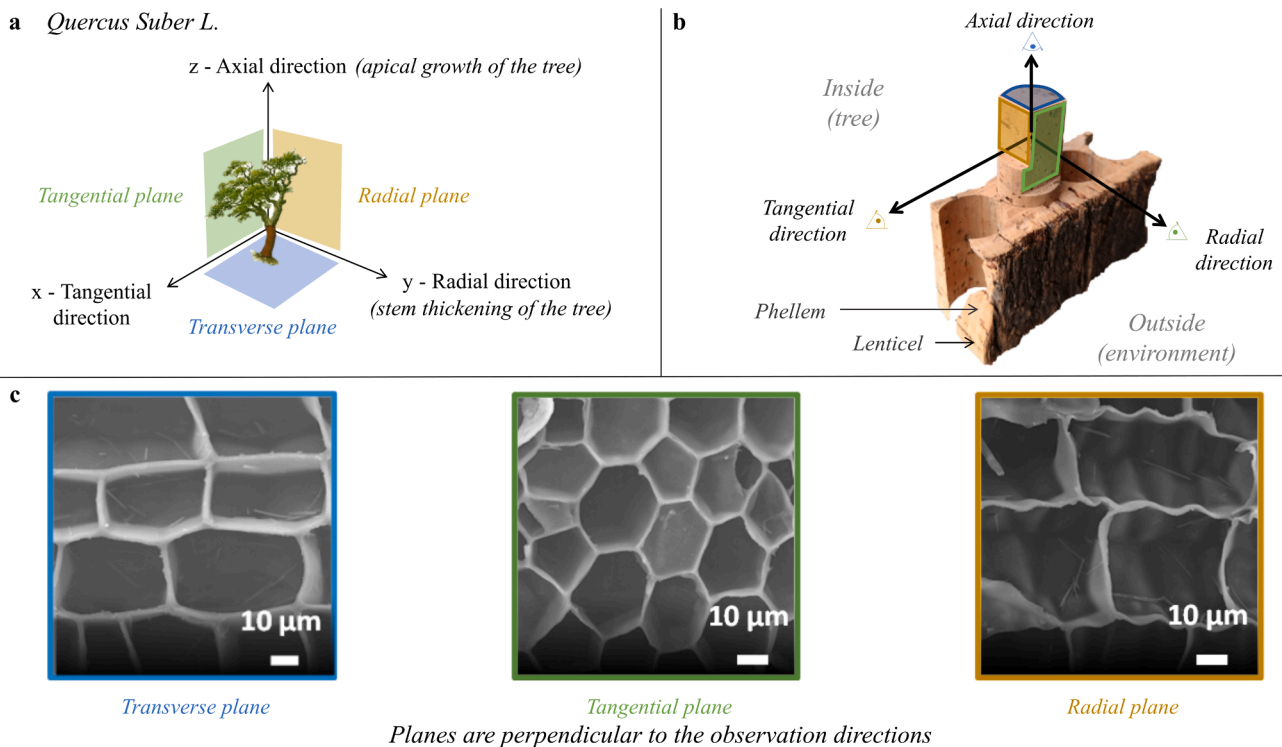 a Quercus Suber L.
z - Axial direction (apical growth of the tree)
Tangential plane
Radial plane
x - Tangential
direction
y - Radial direction
(stem thickening of the tree)
Transverse plane
b
Axial direction
Inside
(tree)
Tangential
direction
Radial
direction
Phellem
Lenticel
Outside
(environment)
c
10 μm
10 μm
10 μm
Transverse plane
Tangential plane
Radial plane
Planes are perpendicular to the observation directions